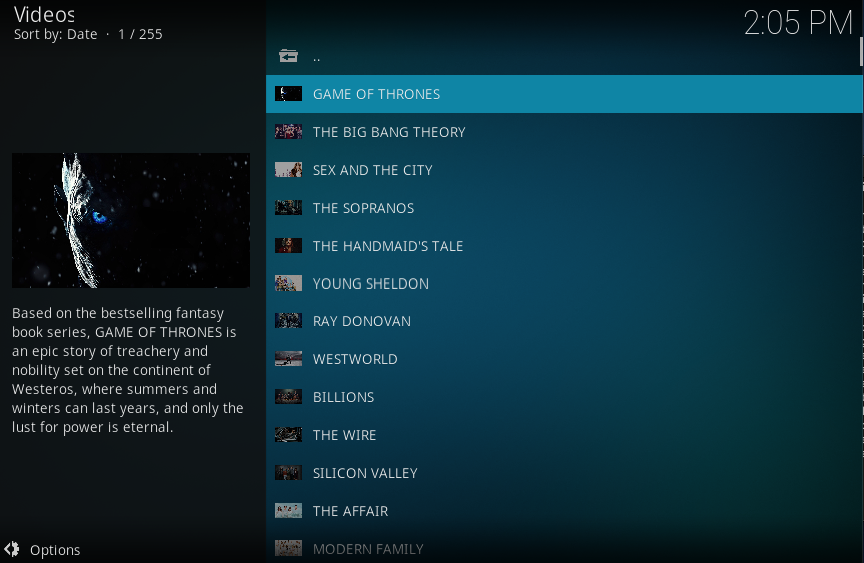 Videos
Sort by: Date · 1 / 255
2:05 PM
..
GAME OF THRONES
THE BIG BANG THEORY
SEX AND THE CITY
THE SOPRANOS
THE HANDMAID'S TALE
YOUNG SHELDON
RAY DONOVAN
WESTWORLD
BILLIONS
THE WIRE
SILICON VALLEY
THE AFFAIR
MODERN FAMILY
Based on the bestselling fantasy
book series, GAME OF THRONES is
an epic story of treachery and
nobility set on the continent of
Westeros, where summers and
winters can last years, and only the
lust for power is eternal.
Options